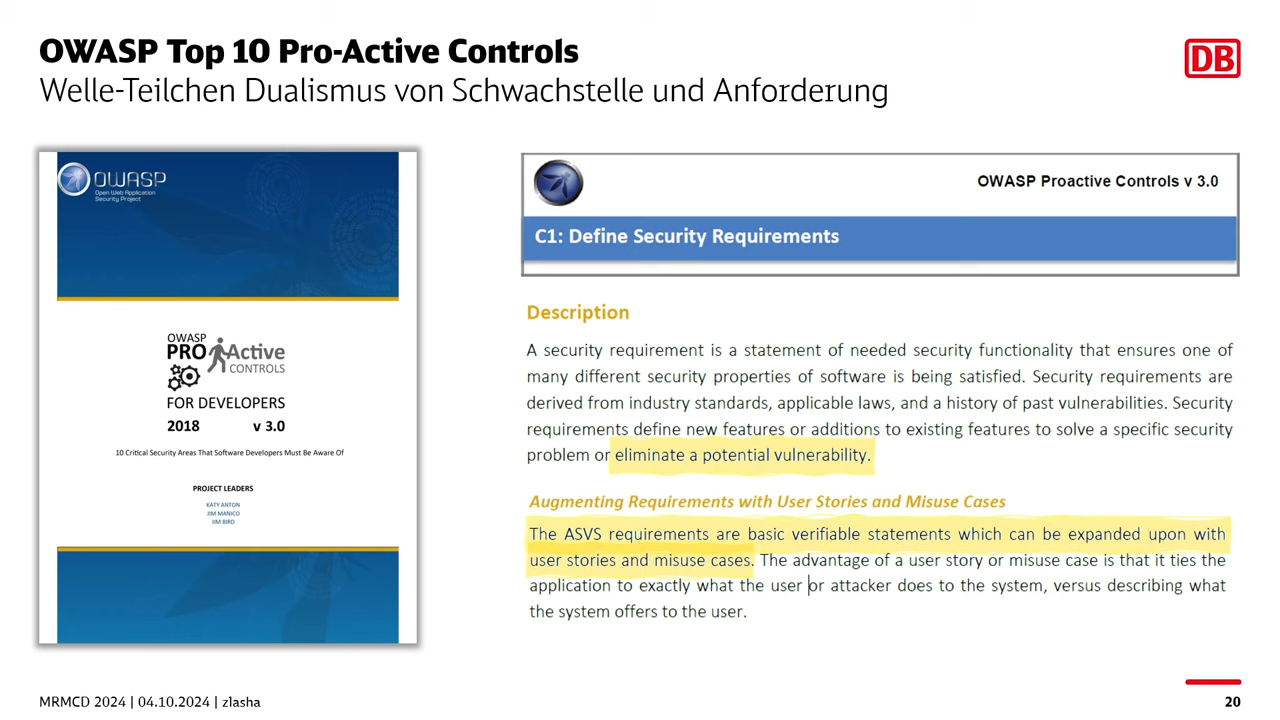 OWASP Top 10 Pro-Active Controls
Welle-Teilchen Dualismus von Schwachstelle und Anforderung
DB
OWASP
Open Web Application
Security Project
OWASP
PRO Active
CONTROLS
FOR DEVELOPERS
2018 v 3.0
10 Critical Security Areas That Software Developers Must Be Aware Of
PROJECT LEADERS
KATY ANTON
JIM MANICO
JIM BIRD
OWASP Proactive Controls v 3.0
C1: Define Security Requirements
Description
A security requirement is a statement of needed security functionality that ensures one of
many different security properties of software is being satisfied. Security requirements are
derived from industry standards, applicable laws, and a history of past vulnerabilities. Security
requirements define new features or additions to existing features to solve a specific security
problem or eliminate a potential vulnerability.
Augmenting Requirements with User Stories and Misuse Cases
The ASVS requirements are basic verifiable statements which can be expanded upon with
user stories and misuse cases. The advantage of a user story or misuse case is that it ties the
application to exactly what the user or attacker does to the system, versus describing what
the system offers to the user.
MRMCD 2024 | 04.10.2024 | zlasha
20